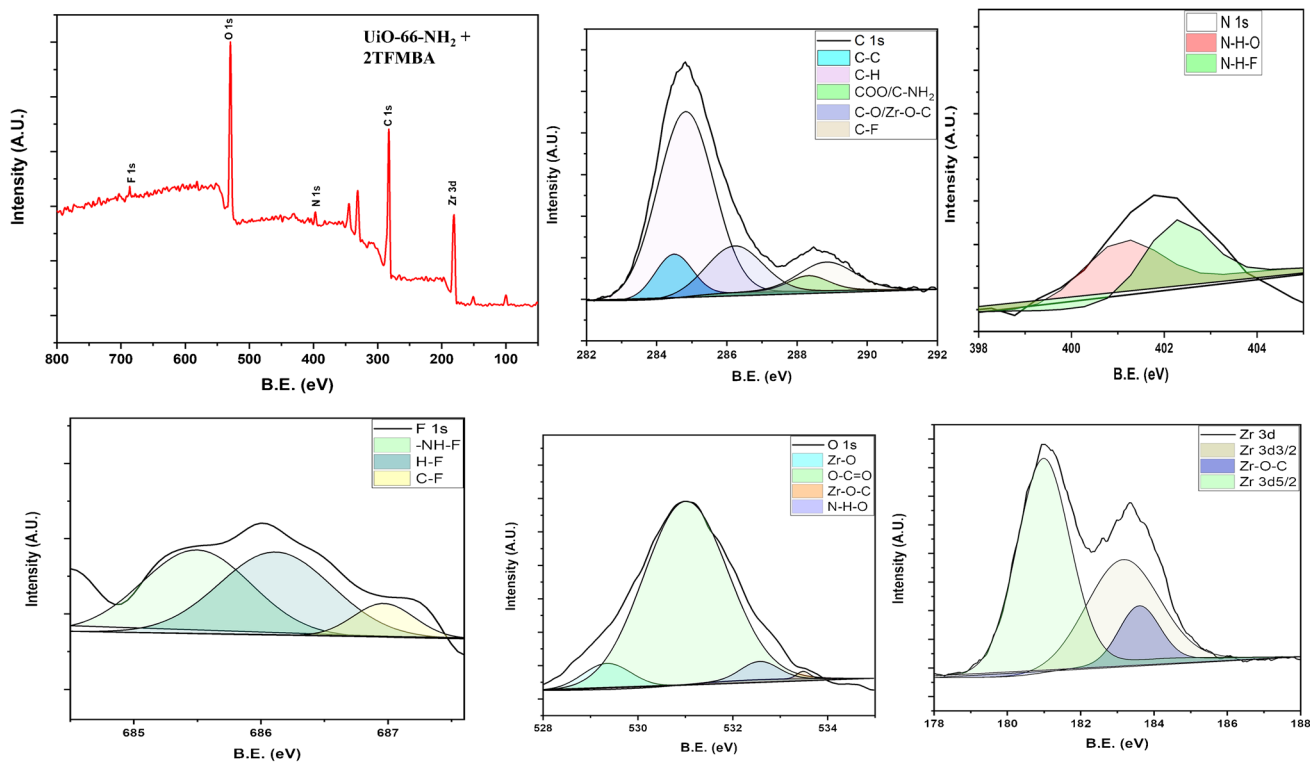 UiO-66-NH₂ +
2TFMBA
O 1s
C 1s
Zr 3d
F 1s
N 1s
Intensity (A.U.)
800 700 600 500 400 300 200 100
B.E. (eV)
C 1s
C-C
C-H
COO/C-NH₂
C-O/Zr-O-C
C-F
Intensity (A.U.)
282 284 286 288 290 292
B.E. (eV)
N 1s
N-H-O
N-H-F
Intensity (A.U.)
398 400 402 404
B.E. (eV)
F 1s
-NH-F
H-F
C-F
Intensity (A.U.)
685 686 687
B.E. (eV)
O 1s
Zr-O
O-C=O
Zr-O-C
N-H-O
Intensity (A.U.)
528 530 532 534
B.E. (eV)
Zr 3d
Zr 3d3/2
Zr-O-C
Zr 3d5/2
Intensity (A.U.)
178 180 182 184 186 188
B.E. (eV)